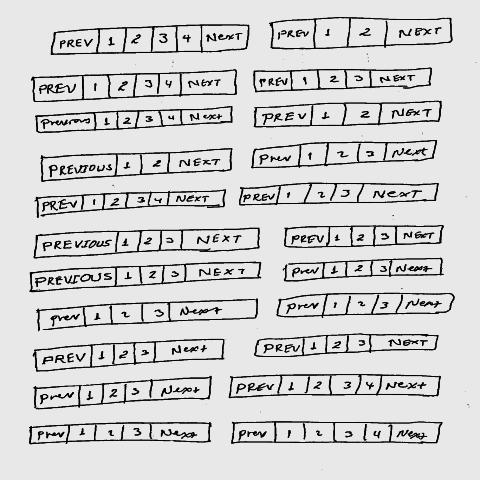 PREV 1 2 3 4 NEXT PREV 1 2 NEXT
PREV 1 2 3 4 NEXT PREV 1 2 3 NEXT
Previous 1 2 3 4 Next PREV 1 2 NEXT
PREVIOUS 1 2 NEXT Prev 1 2 3 Next
PREV 1 2 3 4 NEXT PREV 1 2 3 NEXT
PREVIOUS 1 2 3 NEXT PREV 1 2 3 NEXT
PREVIOUS 1 2 3 NEXT Prev 1 2 3 Next
Prev 1 2 3 Next Prev 1 2 3 Next
PREV 1 2 3 Next PREV 1 2 3 NEXT
Prev 1 2 3 Next PREV 1 2 3 4 Next
Prev 1 2 3 Next Prev 1 2 3 4 Next